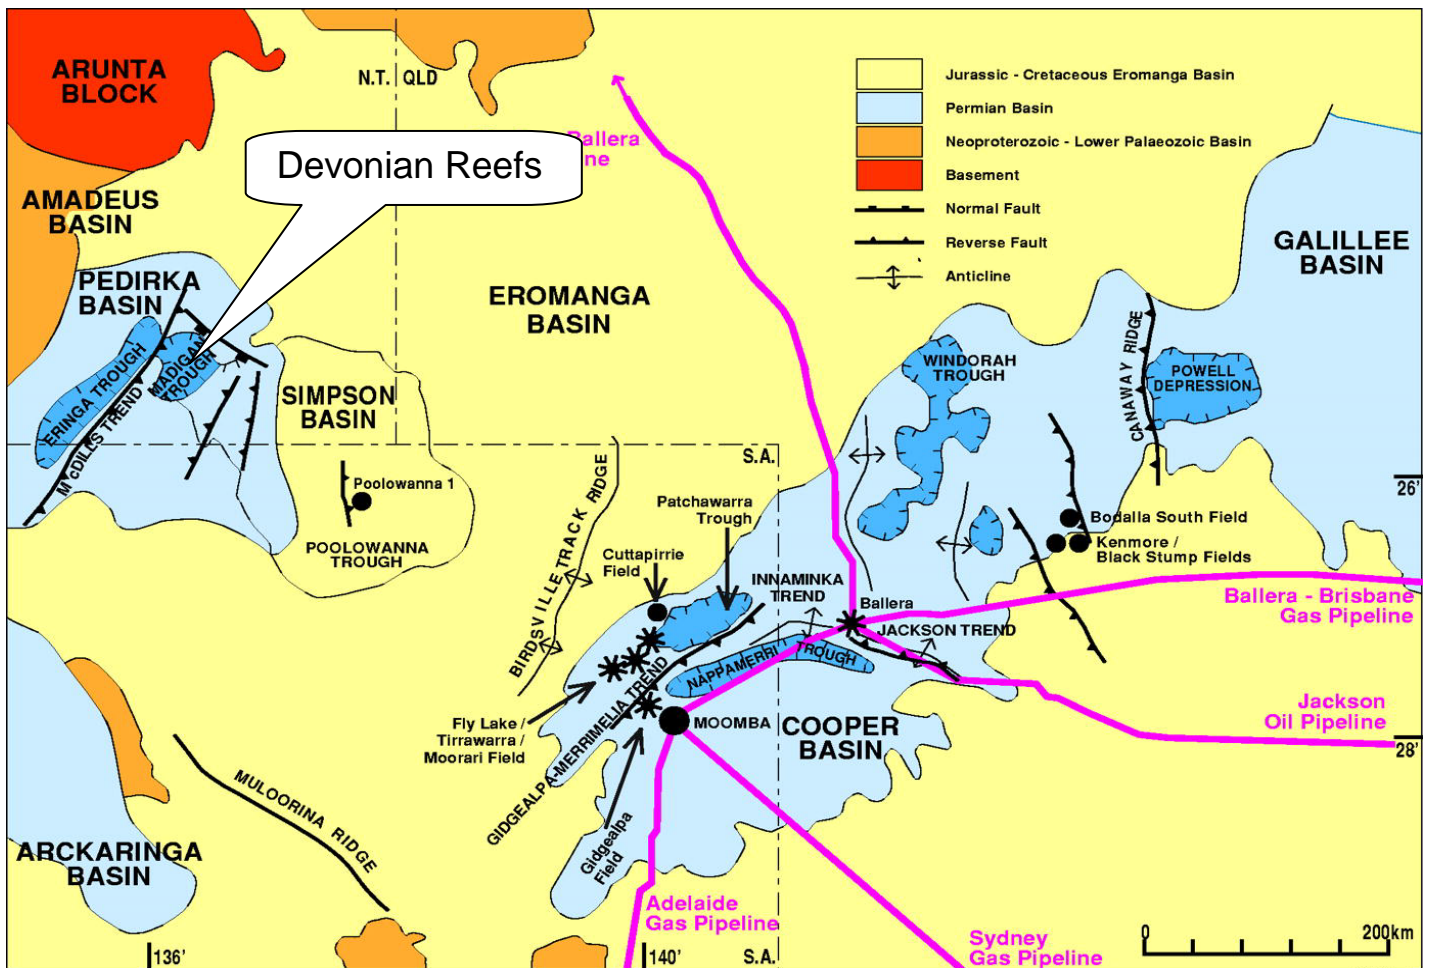 ARUNTA
BLOCK
N.T.
QLD
Jurassic - Cretaceous Eromanga Basin
Permian Basin
Neoproterozoic - Lower Palaeozoic Basin
Basement
Normal Fault
Reverse Fault
Anticline
Devonian Reefs
Ballera
AMADEUS
BASIN
PEDIRKA
BASIN
EROMANGA
BASIN
GALILLEE
BASIN
ERINGA TROUGH
MADIGAN
TROUGH
McDILLS TREND
SIMPSON
BASIN
WINDORAH
TROUGH
CANAWAY RIDGE
POWELL
DEPRESSION
S.A.
26'
Poolowanna 1
POOLOWANNA
TROUGH
BIRDSVILLE TRACK RIDGE
Patchawarra
Trough
Cuttapirrie
Field
Bodalla South Field
Kenmore /
Black Stump Fields
INNAMINKA
TREND
Ballera
JACKSON TREND
Ballera - Brisbane
Gas Pipeline
NAPPAMERRI TROUGH
GIDGEALPA-MERRIMELIA TREND
Fly Lake /
Tirrawarra /
Moorari Field
MOOMBA
COOPER
BASIN
Jackson
Oil Pipeline
28'
MULOORINA RIDGE
ARCKARINGA
BASIN
Gidgealpa
Field
Adelaide
Gas Pipeline
Sydney
Gas Pipeline
0
200km
136'
140'
S.A.